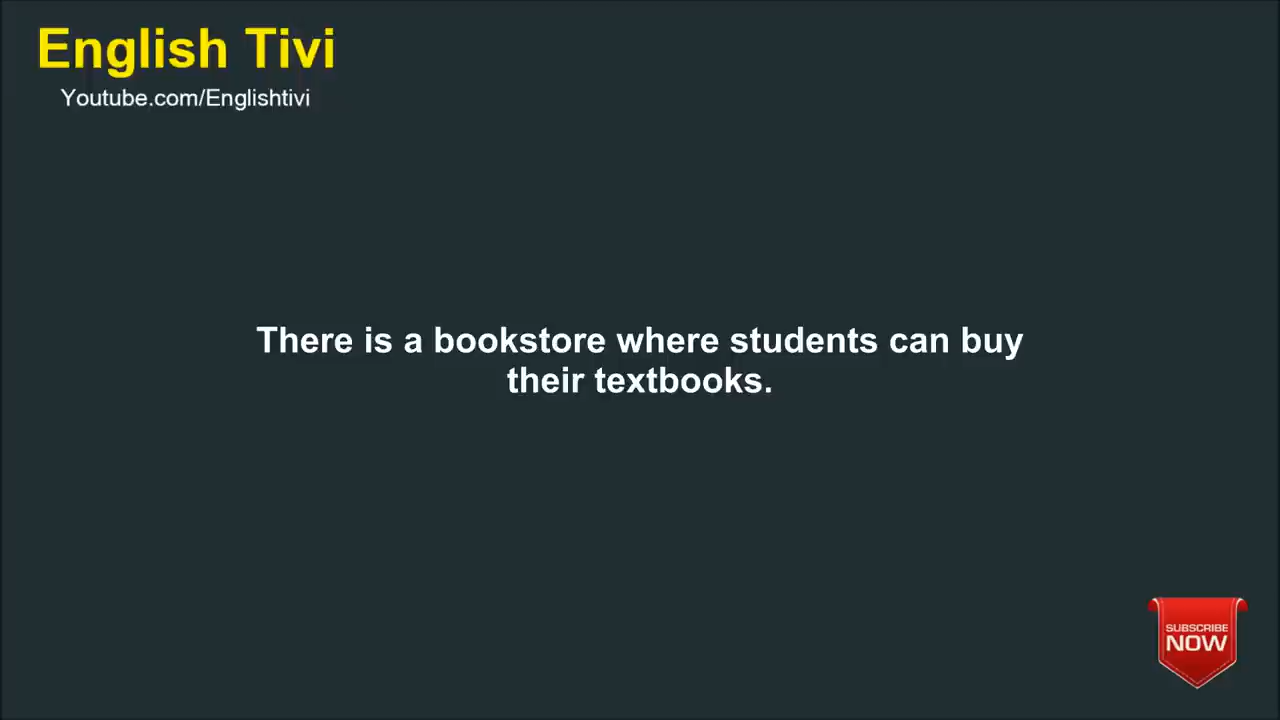 English Tivi
Youtube.com/Englishtivi
There is a bookstore where students can buy
their textbooks.
SUBSCRIBE
NOW